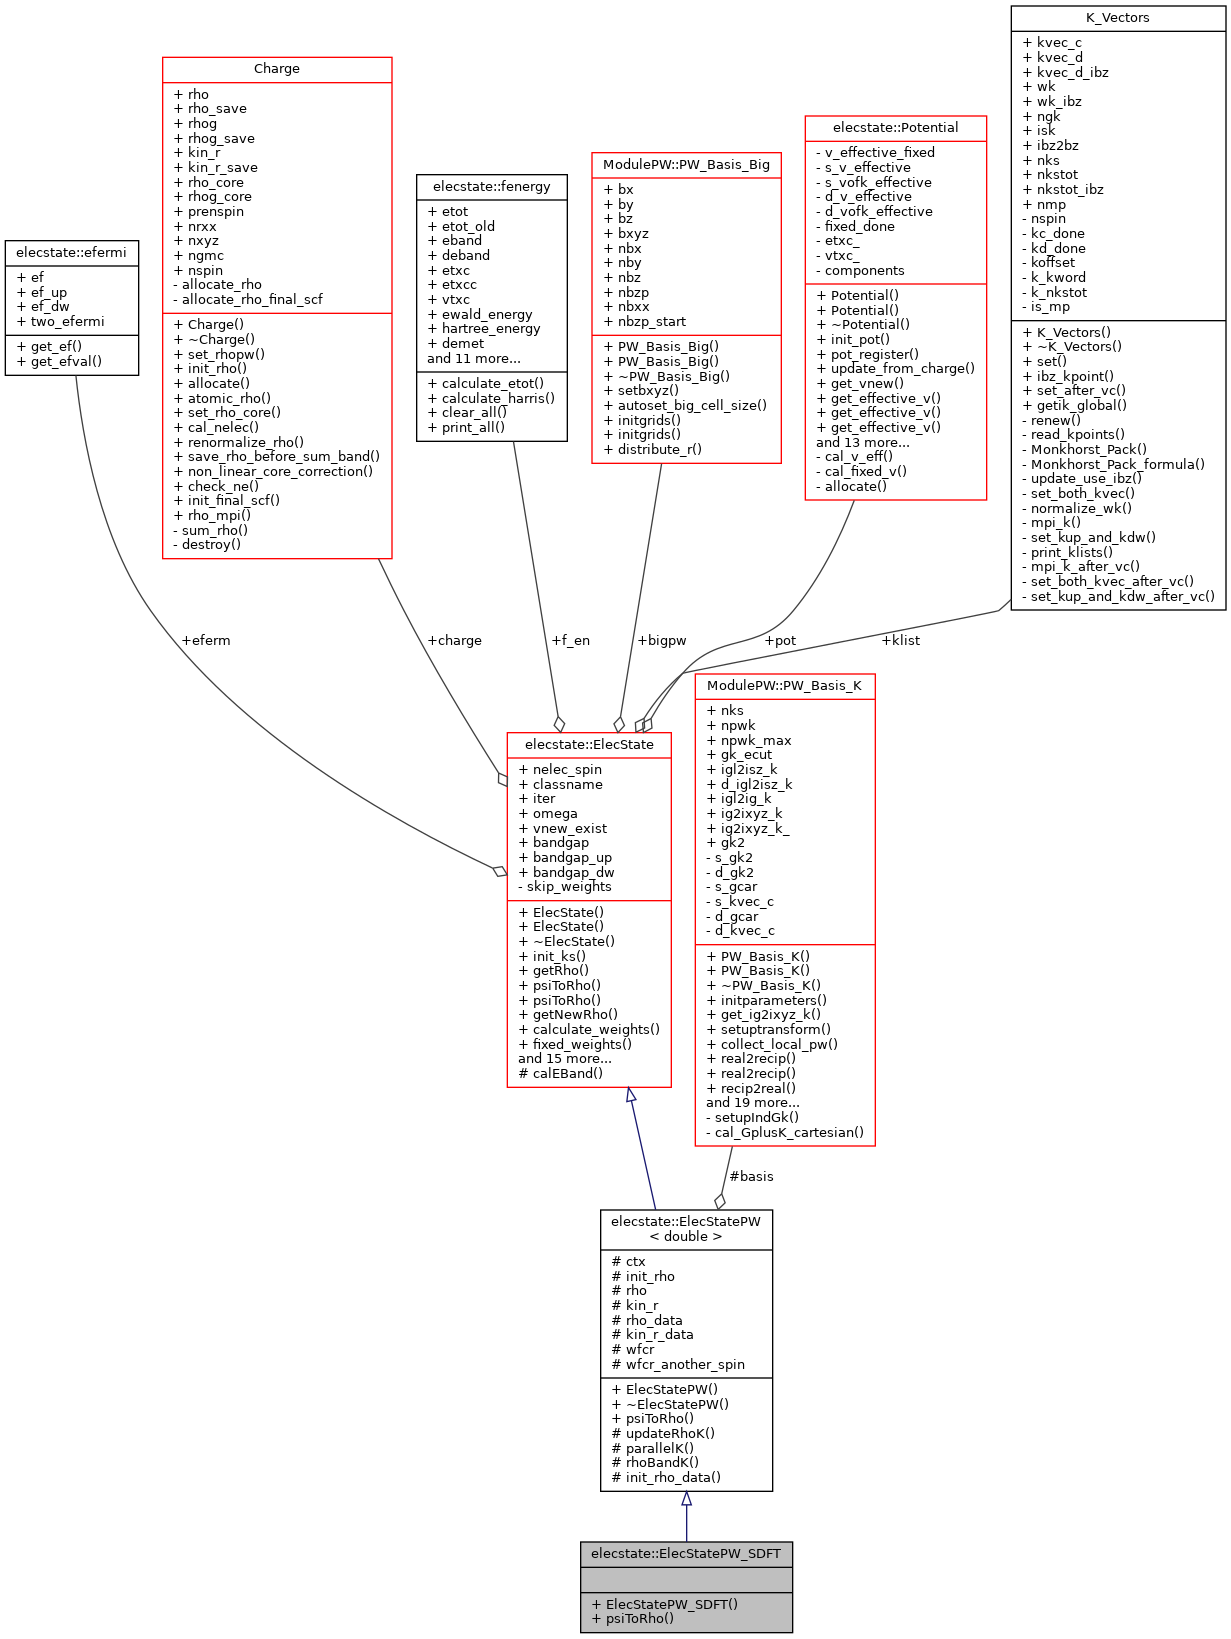 K_Vectors
+ kvec_c
+ kvec_d
+ kvec_d_ibz
+ wk
+ wk_ibz
+ ngk
+ isk
+ ibz2bz
+ nks
+ nkstot
+ nkstot_ibz
+ nmp
- nspin
- kc_done
- kd_done
- koffset
- k_kword
- k_nkstot
- is_mp
+ K_Vectors()
+ ~K_Vectors()
+ set()
+ ibz_kpoint()
+ set_after_vc()
+ getik_global()
- renew()
- read_kpoints()
- Monkhorst_Pack()
- Monkhorst_Pack_formula()
- update_use_ibz()
- set_both_kvec()
- normalize_wk()
- mpi_k()
- set_kup_and_kdw()
- print_klists()
- mpi_k_after_vc()
- set_both_kvec_after_vc()
- set_kup_and_kdw_after_vc()
Charge
+ rho
+ rho_save
+ rhog
+ rhog_save
+ kin_r
+ kin_r_save
+ rho_core
+ rhog_core
+ prenspin
+ nrxx
+ nxyz
+ ngmc
+ nspin
- allocate_rho
- allocate_rho_final_scf
+ Charge()
+ ~Charge()
+ set_rhopw()
+ init_rho()
+ allocate()
+ atomic_rho()
+ set_rho_core()
+ cal_nelec()
+ renormalize_rho()
+ save_rho_before_sum_band()
+ non_linear_core_correction()
+ check_ne()
+ init_final_scf()
+ rho_mpi()
- sum_rho()
- destroy()
elecstate::Potential
- v_effective_fixed
- s_v_effective
- s_vofk_effective
- d_v_effective
- d_vofk_effective
- fixed_done
- etxc_
- vtxc_
- components
+ Potential()
+ Potential()
+ ~Potential()
+ init_pot()
+ pot_register()
+ update_from_charge()
+ get_vnew()
+ get_effective_v()
+ get_effective_v()
+ get_effective_v()
and 13 more...
- cal_v_eff()
- cal_fixed_v()
- allocate()
ModulePW::PW_Basis_Big
+ bx
+ by
+ bz
+ bxyz
+ nbx
+ nby
+ nbz
+ nbzp
+ nbxx
+ nbzp_start
+ PW_Basis_Big()
+ PW_Basis_Big()
+ ~PW_Basis_Big()
+ setbxyz()
+ autoset_big_cell_size()
+ initgrids()
+ initgrids()
+ distribute_r()
elecstate::fenergy
+ etot
+ etot_old
+ eband
+ deband
+ etxc
+ etxcc
+ vtxc
+ ewald_energy
+ hartree_energy
+ demet
and 11 more...
+ calculate_etot()
+ calculate_harris()
+ clear_all()
+ print_all()
elecstate::efermi
+ ef
+ ef_up
+ ef_dw
+ two_efermi
+ get_ef()
+ get_efval()
+eferm
+charge
+f_en
+bigpw
+pot
+klist
ModulePW::PW_Basis_K
+ nks
+ npwk
+ npwk_max
+ gk_ecut
+ igl2isz_k
+ d_igl2isz_k
+ igl2ig_k
+ ig2ixyz_k
+ ig2ixyz_k_
+ gk2
- s_gk2
- d_gk2
- s_gcar
- s_kvec_c
- d_gcar
- d_kvec_c
+ PW_Basis_K()
+ PW_Basis_K()
+ ~PW_Basis_K()
+ initparameters()
+ get_ig2ixyz_k()
+ setuptransform()
+ collect_local_pw()
+ real2recip()
+ real2recip()
+ recip2real()
and 19 more...
- setupIndGk()
- cal_GplusK_cartesian()
elecstate::ElecState
+ nelec_spin
+ classname
+ iter
+ omega
+ vnew_exist
+ bandgap
+ bandgap_up
+ bandgap_dw
- skip_weights
+ ElecState()
+ ElecState()
+ ~ElecState()
+ init_ks()
+ getRho()
+ psiToRho()
+ psiToRho()
+ getNewRho()
+ calculate_weights()
+ fixed_weights()
and 15 more...
# calEBand()
#basis
elecstate::ElecStatePW
< double >
# ctx
# init_rho
# rho
# kin_r
# rho_data
# kin_r_data
# wfcr
# wfcr_another_spin
+ ElecStatePW()
+ ~ElecStatePW()
+ psiToRho()
# updateRhoK()
# parallelK()
# rhoBandK()
# init_rho_data()
elecstate::ElecStatePW_SDFT
+ ElecStatePW_SDFT()
+ psiToRho()